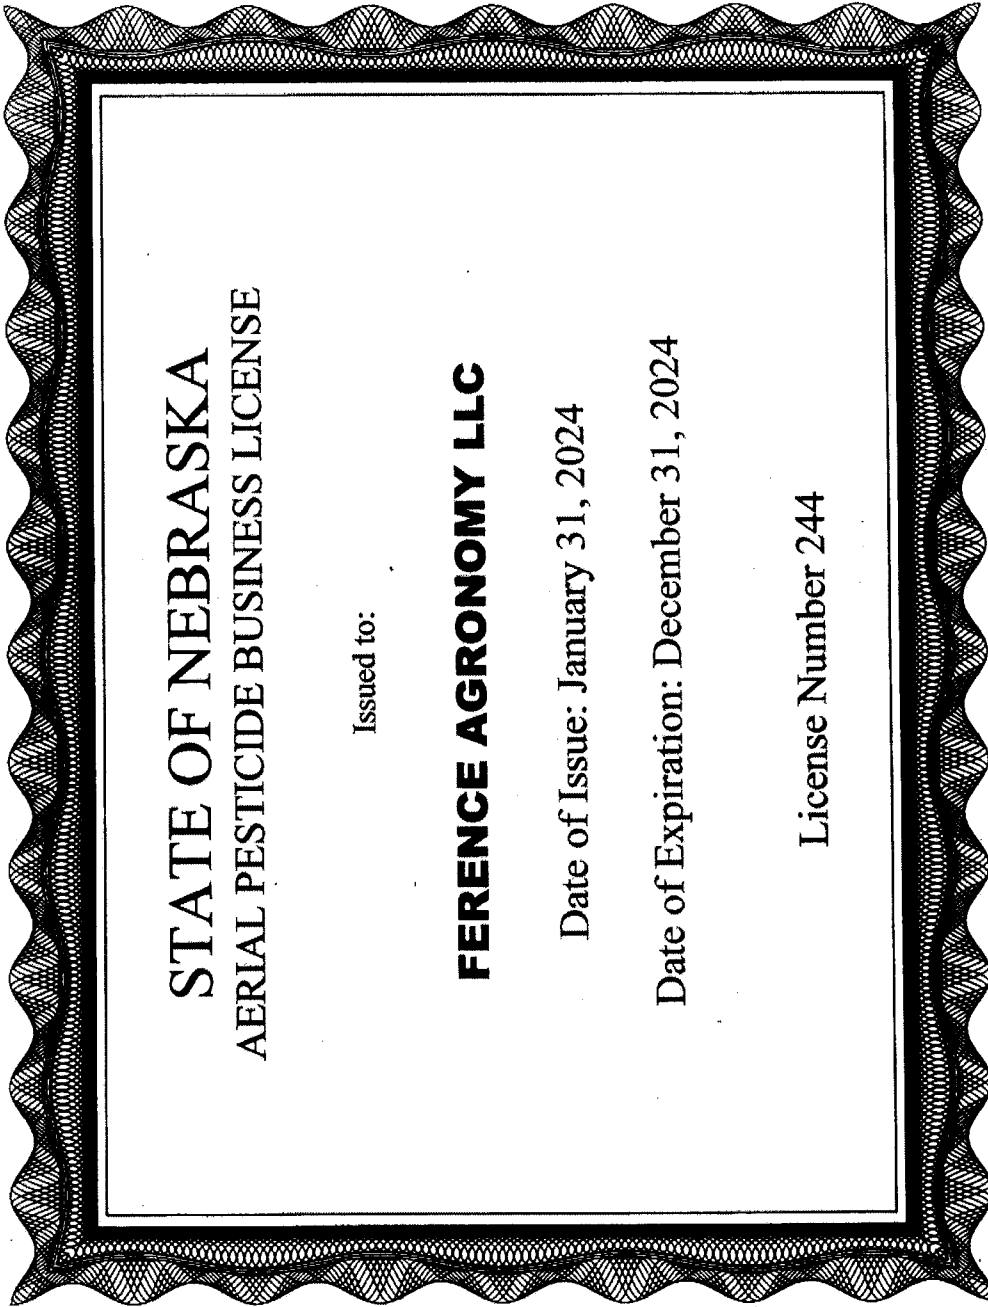 STATE OF NEBRASKA
AERIAL PESTICIDE BUSINESS LICENSE
Issued to:
FERENCE AGRONOMY LLC
Date of Issue: January 31, 2024
Date of Expiration: December 31, 2024
License Number 244